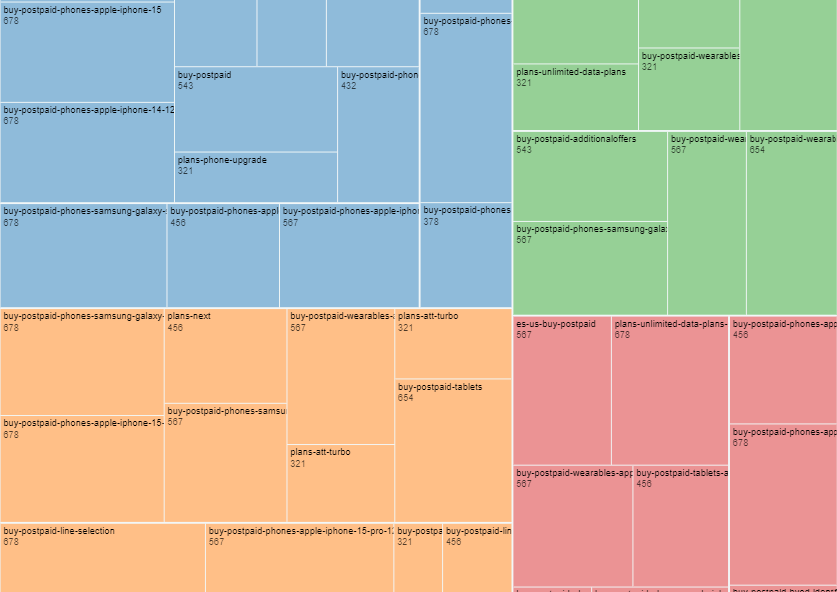 buy-postpaid-phones-apple-iphone-15
678
buy-postpaid-phones-apple-iphone-14-12
678
buy-postpaid
543
plans-phone-upgrade
321
buy-postpaid-phon
432
buy-postpaid-phones
678
buy-postpaid-phones-samsung-galaxy-
678
buy-postpaid-phones-appl
456
buy-postpaid-phones-apple-ipho
567
buy-postpaid-phones
378
plans-unlimited-data-plans
321
buy-postpaid-wearables
321
buy-postpaid-additionaloffers
543
buy-postpaid-phones-samsung-gala
567
buy-postpaid-wea
567
buy-postpaid-wearab
654
buy-postpaid-phones-samsung-galaxy-
678
buy-postpaid-phones-apple-iphone-15-
678
plans-next
456
buy-postpaid-phones-samsu
567
buy-postpaid-wearables-
567
plans-att-turbo
321
plans-att-turbo
321
buy-postpaid-tablets
654
buy-postpaid-line-selection
678
buy-postpaid-phones-apple-iphone-15-pro-1
567
buy-postpa
321
buy-postpaid-lin
456
es-us-buy-postpaid
567
plans-unlimited-data-plans-
678
buy-postpaid-phones-app
456
buy-postpaid-phones-app
678
buy-postpaid-wearables-app
567
buy-postpaid-tablets-a
456